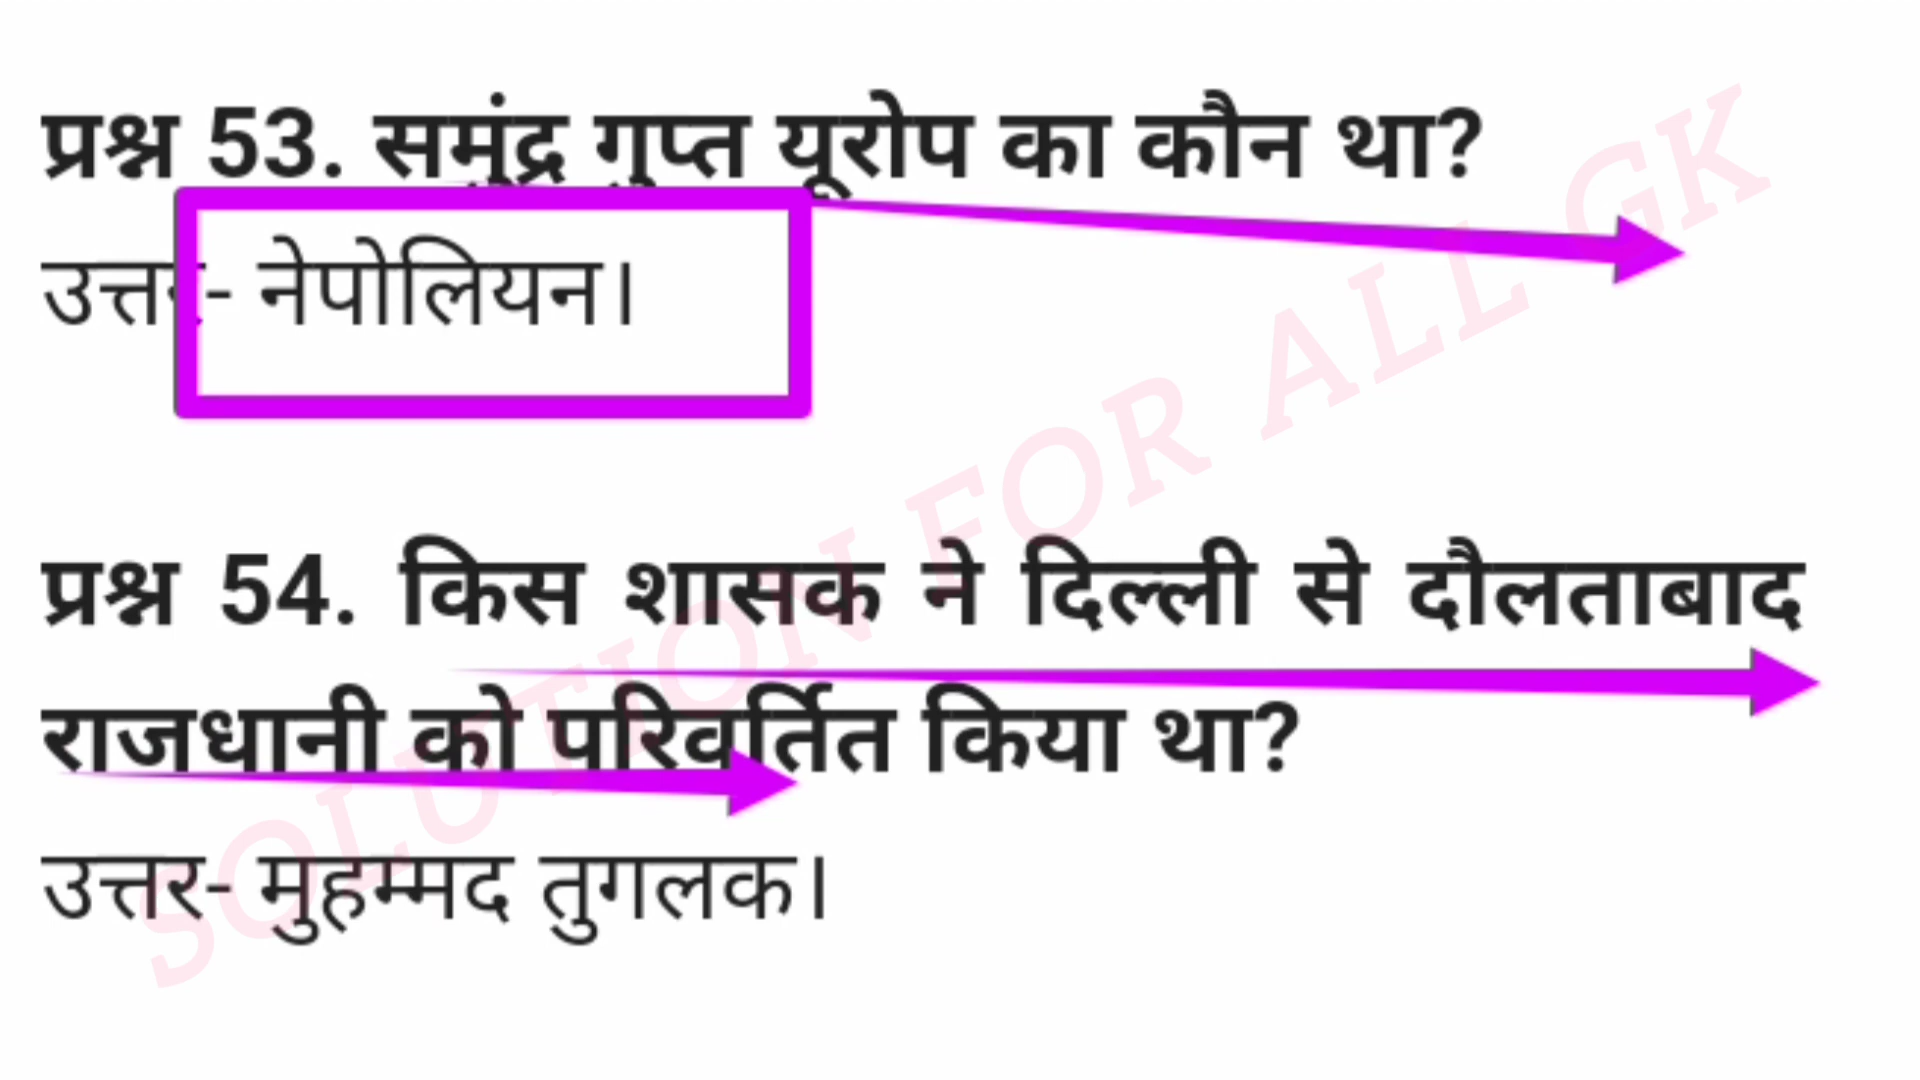 प्रश्न 53. समुंद्र गुप्त यूरोप का कौन था?
उत्तर- नेपोलियन।
प्रश्न 54. किस शासक ने दिल्ली से दौलताबाद
राजधानी को परिवर्तित किया था?
उत्तर- मुहम्मद तुगलक।
SOLUTION FOR ALL GK